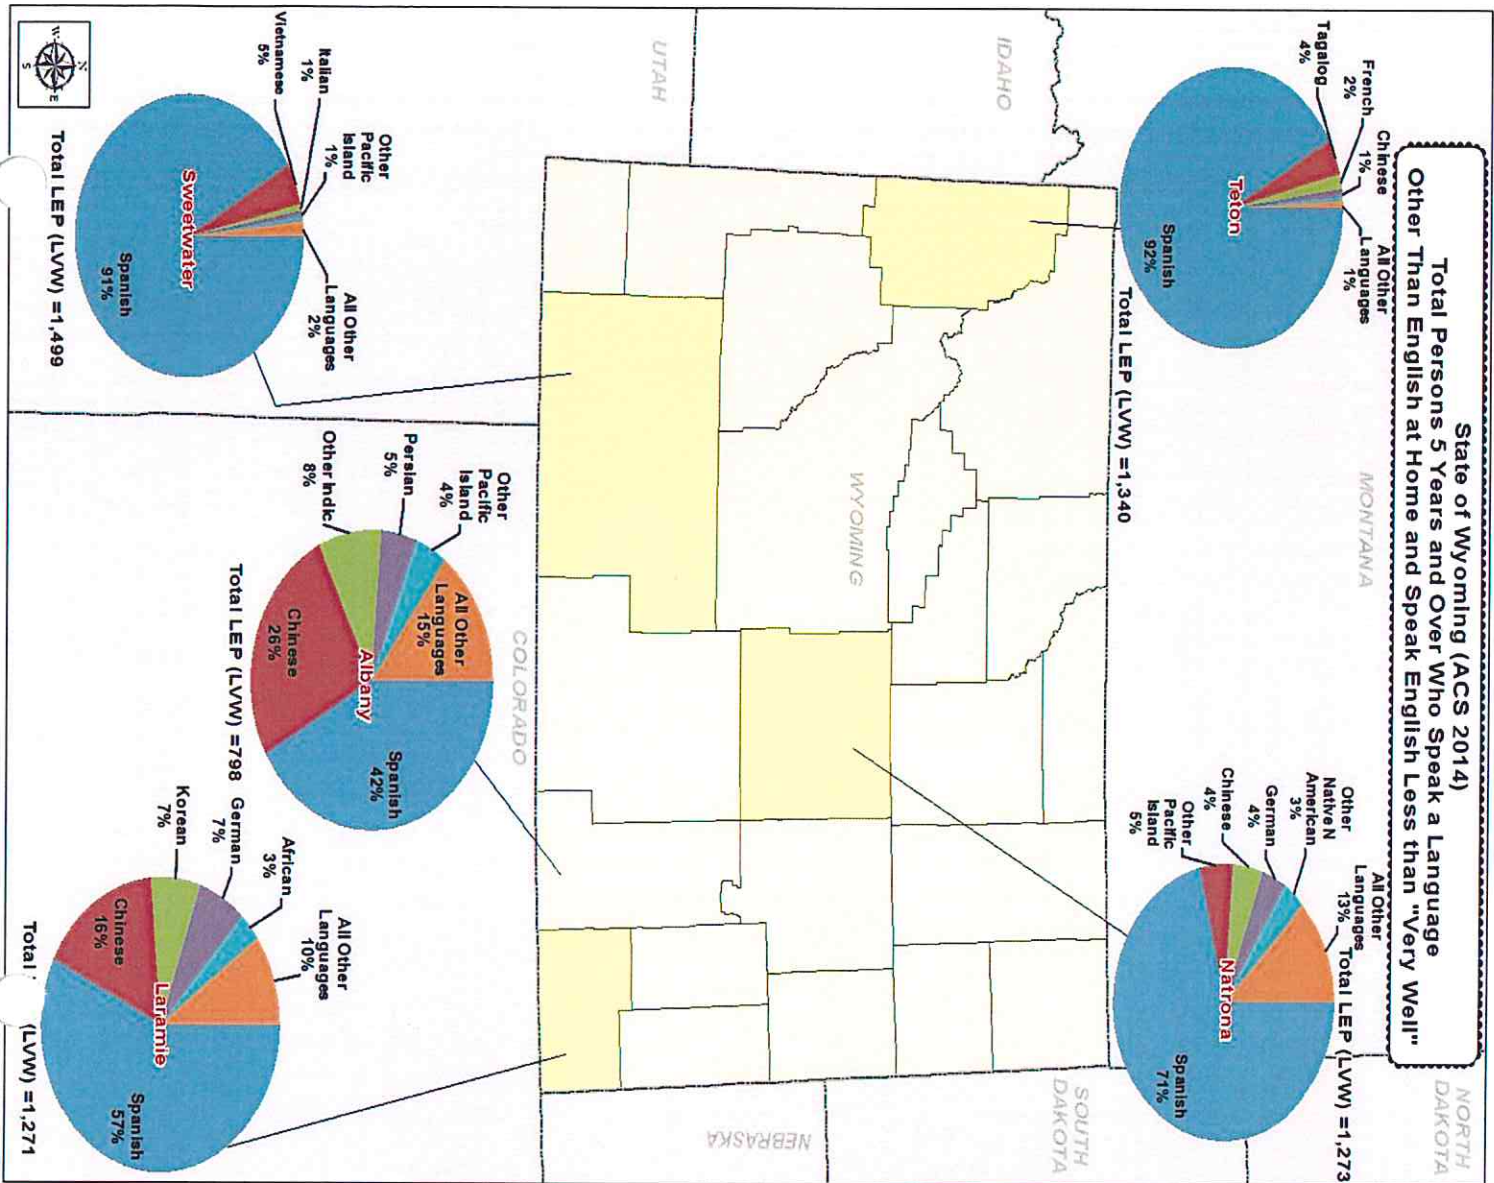 State of Wyoming (ACS 2014)
Total Persons 5 Years and Over Who Speak a Language
Other Than English at Home and Speak English Less than "Very Well"
NORTH
DAKOTA
MONTANA
SOUTH
DAKOTA
IDAHO
UTAH
WYOMING
COLORADO
NEBRASKA
Tagalog
4%
French
2%
Chinese
1%
All Other
Languages
1%
Teton
Spanish
92%
Total LEP (LVW) =1,340
Other
Native N
American
3%
German
4%
Chinese
4%
Other
Pacific
Island
5%
All Other
Languages
13%
Natrona
Spanish
71%
Total LEP (LVW) =1,273
Vietnamese
5%
Italian
1%
Other
Pacific
Island
1%
All Other
Languages
2%
Sweetwater
Spanish
91%
Total LEP (LVW) =1,499
Other Indic.
8%
Persian
5%
Other
Pacific
Island
4%
All Other
Languages
15%
Albany
Chinese
26%
Spanish
42%
Total LEP (LVW) =798
Korean
7%
German
7%
African
3%
All Other
Languages
10%
Chinese
16%
Laramie
Spanish
57%
Total (LVW) =1,271
N
W
E
S